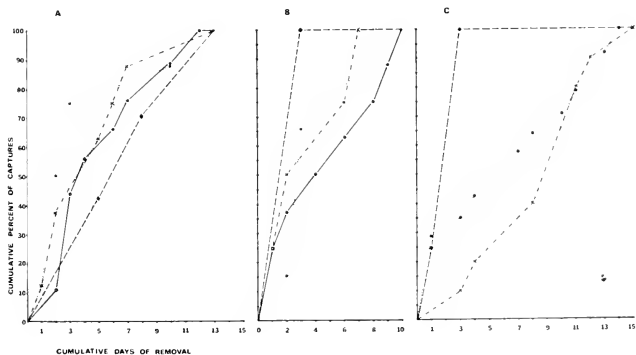 A B C
CUMULATIVE PERCENT OF CAPTURES
100
90
80
70
60
50
40
30
20
10
0
1 3 5 7 9 11 13 15
0 2 4 6 8 10
1 3 5 7 9 11 13 15
CUMULATIVE DAYS OF REMOVAL